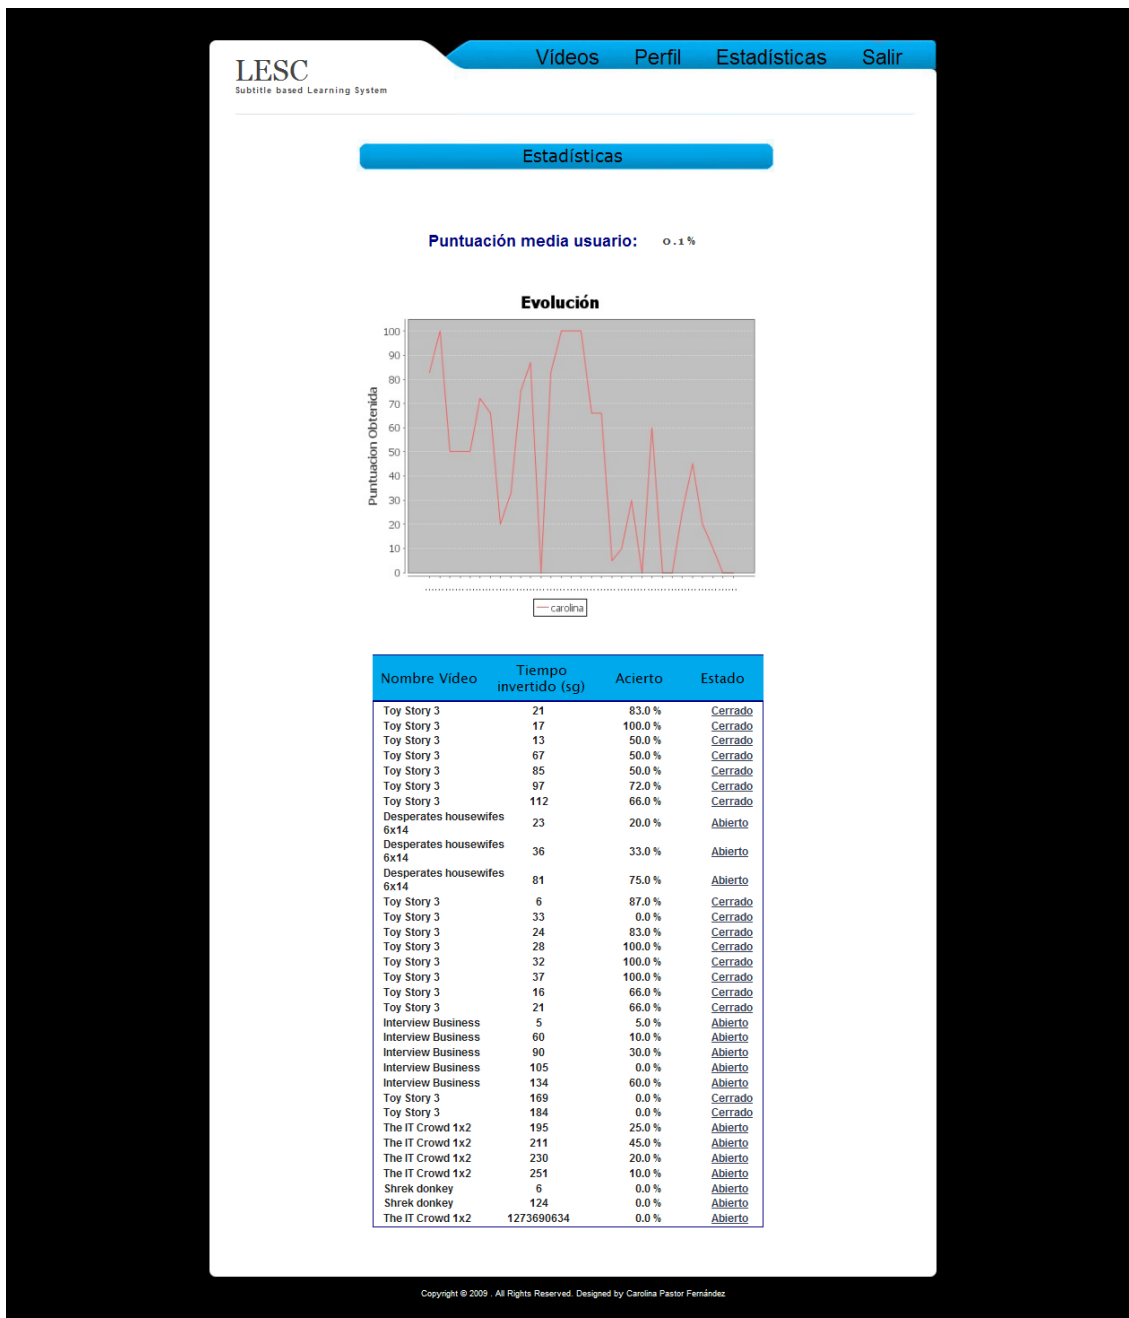 Vídeos Perfil Estadísticas Salir
LESC
Subtitle based Learning System
Estadísticas
Puntuación media usuario: 0.1%
Evolución
100
90
80
70
60
50
40
30
20
10
0
Puntuacion Obtenida
carolina
Nombre Vídeo Tiempo invertido (sg) Acierto Estado
Toy Story 3 21 83.0 % Cerrado
Toy Story 3 17 100.0 % Cerrado
Toy Story 3 13 50.0 % Cerrado
Toy Story 3 67 50.0 % Cerrado
Toy Story 3 85 50.0 % Cerrado
Toy Story 3 97 72.0 % Cerrado
Toy Story 3 112 66.0 % Cerrado
Desperates housewifes 6x14 23 20.0 % Abierto
Desperates housewifes 6x14 36 33.0 % Abierto
Desperates housewifes 6x14 81 75.0 % Abierto
Toy Story 3 6 87.0 % Cerrado
Toy Story 3 33 0.0 % Cerrado
Toy Story 3 24 83.0 % Cerrado
Toy Story 3 28 100.0 % Cerrado
Toy Story 3 32 100.0 % Cerrado
Toy Story 3 37 100.0 % Cerrado
Toy Story 3 16 66.0 % Cerrado
Toy Story 3 21 66.0 % Cerrado
Interview Business 5 5.0 % Abierto
Interview Business 60 10.0 % Abierto
Interview Business 90 30.0 % Abierto
Interview Business 105 0.0 % Abierto
Interview Business 134 60.0 % Abierto
Toy Story 3 169 0.0 % Cerrado
Toy Story 3 184 0.0 % Cerrado
The IT Crowd 1x2 195 25.0 % Abierto
The IT Crowd 1x2 211 45.0 % Abierto
The IT Crowd 1x2 230 20.0 % Abierto
The IT Crowd 1x2 251 10.0 % Abierto
Shrek donkey 6 0.0 % Abierto
Shrek donkey 124 0.0 % Abierto
The IT Crowd 1x2 1273690634 0.0 % Abierto
Copyright © 2009 . All Rights Reserved. Designed by Carolina Pastor Fernández